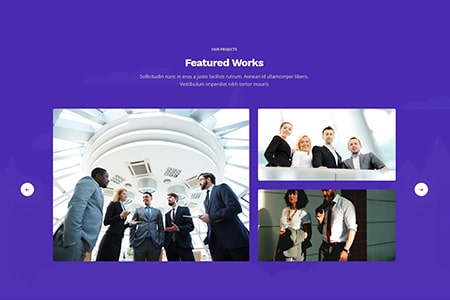 OUR PROJECTS
Featured Works
Sollicitudin nunc in eros a justo facilisis rutrum. Aenean id ullamcorper libero.
Vestibulum imperdiet nibh tortor mauris